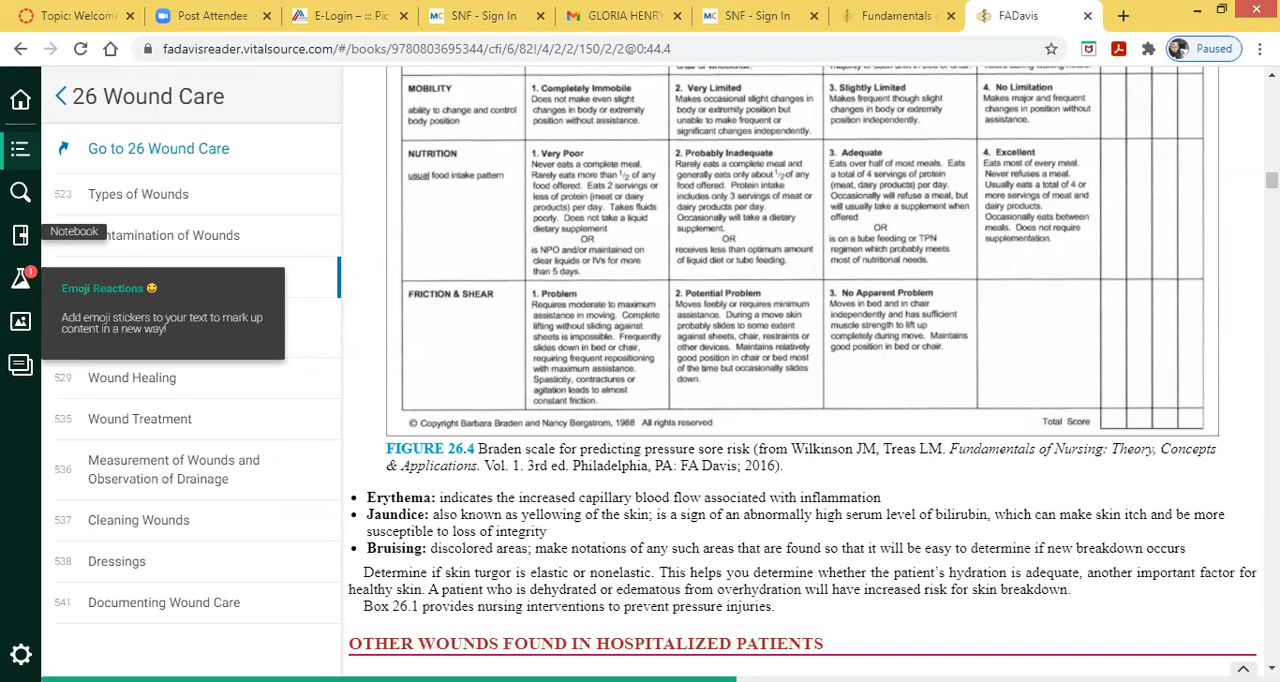 Topic: Welcome
Post Attendee
E-Login – ::: Pic
SNF - Sign In
GLORIA HENRY
SNF - Sign In
Fundamentals o
FADavis
fadavisreader.vitalsource.com/#/books/9780803695344/cfi/6/82!/4/2/2/150/2/2@0:44.4
Paused
26 Wound Care
Go to 26 Wound Care
523 Types of Wounds
Notebook
ntamination of Wounds
1
Emoji Reactions 😀
Add emoji stickers to your text to mark up
content in a new way!
529 Wound Healing
535 Wound Treatment
536 Measurement of Wounds and
Observation of Drainage
537 Cleaning Wounds
538 Dressings
541 Documenting Wound Care
MOBILITY
ability to change and control
body position
1. Completely Immobile
Does not make even slight
changes in body or extremity
position without assistance.
2. Very Limited
Makes occasional slight changes in
body or extremity position but
unable to make frequent or
significant changes independently.
3. Slightly Limited
Makes frequent though slight
changes in body or extremity
position independently.
4. No Limitation
Makes major and frequent
changes in position without
assistance.
NUTRITION
usual food intake pattern
1. Very Poor
Never eats a complete meal.
Rarely eats more than 1/2 of any
food offered. Eats 2 servings or
less of protein (meat or dairy
products) per day. Takes fluids
poorly. Does not take a liquid
dietary supplement
OR
is NPO and/or maintained on
clear liquids or IVs for more
than 5 days.
2. Probably Inadequate
Rarely eats a complete meal and
generally eats only about 1/2 of any
food offered. Protein intake
includes only 3 servings of meat or
dairy products per day.
Occasionally will take a dietary
supplement.
OR
receives less than optimum amount
of liquid diet or tube feeding.
3. Adequate
Eats over half of most meals. Eats
a total of 4 servings of protein
(meat, dairy products) per day.
Occasionally will refuse a meal, but
will usually take a supplement when
offered
OR
is on a tube feeding or TPN
regimen which probably meets
most of nutritional needs.
4. Excellent
Eats most of every meal.
Never refuses a meal.
Usually eats a total of 4 or
more servings of meat and
dairy products.
Occasionally eats between
meals. Does not require
supplementation.
FRICTION & SHEAR
1. Problem
Requires moderate to maximum
assistance in moving. Complete
lifting without sliding against
sheets is impossible. Frequently
slides down in bed or chair,
requiring frequent repositioning
with maximum assistance.
Spasticity, contractures or
agitation leads to almost
constant friction.
2. Potential Problem
Moves feebly or requires minimum
assistance. During a move skin
probably slides to some extent
against sheets, chair, restraints or
other devices. Maintains relatively
good position in chair or bed most
of the time but occasionally slides
down.
3. No Apparent Problem
Moves in bed and in chair
independently and has sufficient
muscle strength to lift up
completely during move. Maintains
good position in bed or chair.
© Copyright Barbara Braden and Nancy Bergstrom, 1988 All rights reserved
Total Score
FIGURE 26.4 Braden scale for predicting pressure sore risk (from Wilkinson JM, Treas LM. Fundamentals of Nursing: Theory, Concepts
& Applications. Vol. 1. 3rd ed. Philadelphia, PA: FA Davis; 2016).
• Erythema: indicates the increased capillary blood flow associated with inflammation
• Jaundice: also known as yellowing of the skin; is a sign of an abnormally high serum level of bilirubin, which can make skin itch and be more
susceptible to loss of integrity
• Bruising: discolored areas; make notations of any such areas that are found so that it will be easy to determine if new breakdown occurs
Determine if skin turgor is elastic or nonelastic. This helps you determine whether the patient's hydration is adequate, another important factor for
healthy skin. A patient who is dehydrated or edematous from overhydration will have increased risk for skin breakdown.
Box 26.1 provides nursing interventions to prevent pressure injuries.
OTHER WOUNDS FOUND IN HOSPITALIZED PATIENTS